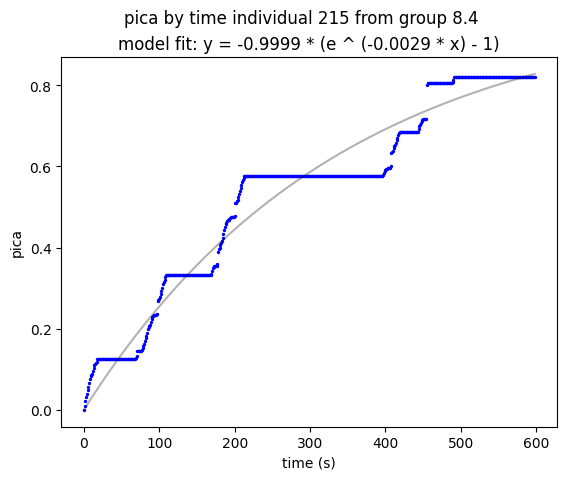 pica by time individual 215 from group 8.4
model fit: y = -0.9999 * (e ^ (-0.0029 * x) - 1)
0.8
0.6
pica
0.4
0.2
0.0
0 100 200 300 400 500 600
time (s)